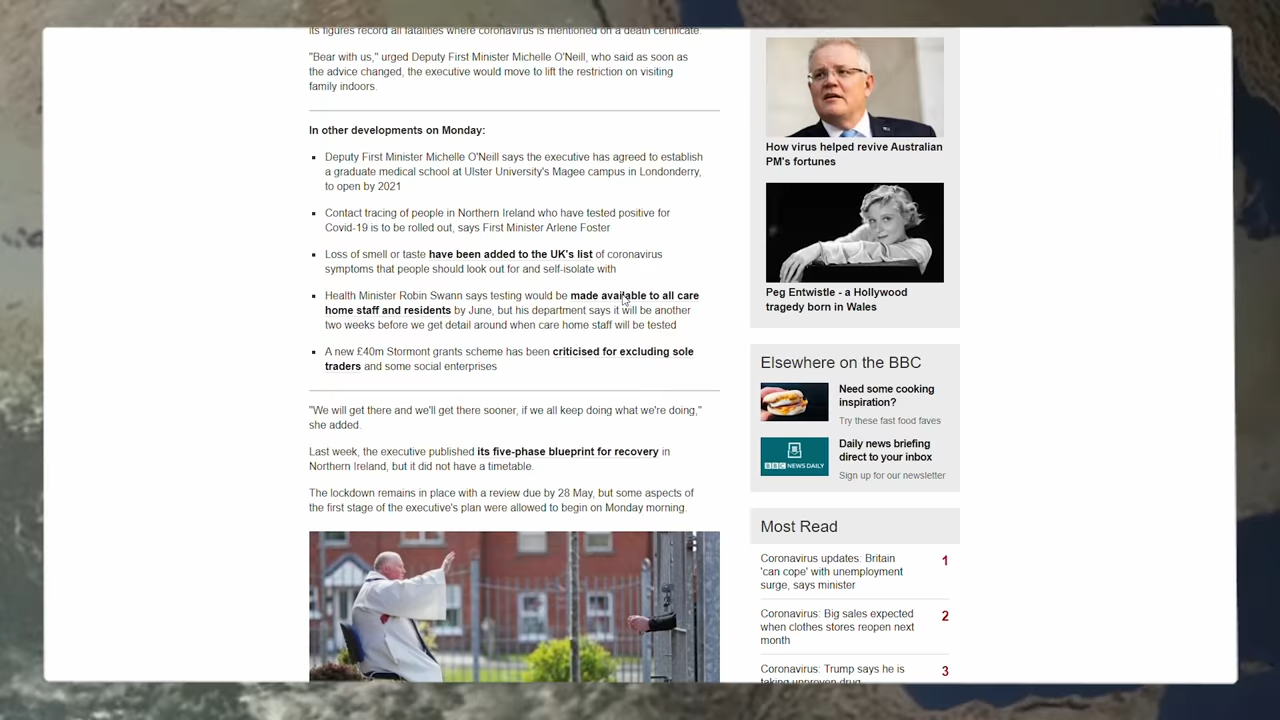 its figures record all fatalities where coronavirus is mentioned on a death certificate.
"Bear with us," urged Deputy First Minister Michelle O'Neill, who said as soon as
the advice changed, the executive would move to lift the restriction on visiting
family indoors.
In other developments on Monday:
Deputy First Minister Michelle O'Neill says the executive has agreed to establish
a graduate medical school at Ulster University's Magee campus in Londonderry,
to open by 2021
Contact tracing of people in Northern Ireland who have tested positive for
Covid-19 is to be rolled out, says First Minister Arlene Foster
Loss of smell or taste have been added to the UK's list of coronavirus
symptoms that people should look out for and self-isolate with
Health Minister Robin Swann says testing would be made available to all care
home staff and residents by June, but his department says it will be another
two weeks before we get detail around when care home staff will be tested
A new £40m Stormont grants scheme has been criticised for excluding sole
traders and some social enterprises
"We will get there and we'll get there sooner, if we all keep doing what we're doing,"
she added.
Last week, the executive published its five-phase blueprint for recovery in
Northern Ireland, but it did not have a timetable.
The lockdown remains in place with a review due by 28 May, but some aspects of
the first stage of the executive's plan were allowed to begin on Monday morning.
How virus helped revive Australian
PM's fortunes
Peg Entwistle - a Hollywood
tragedy born in Wales
Elsewhere on the BBC
Need some cooking
inspiration?
Try these fast food faves
BBC NEWS DAILY
Daily news briefing
direct to your inbox
Sign up for our newsletter
Most Read
Coronavirus updates: Britain 1
'can cope' with unemployment
surge, says minister
Coronavirus: Big sales expected 2
when clothes stores reopen next
month
Coronavirus: Trump says he is 3
taking unproven drug